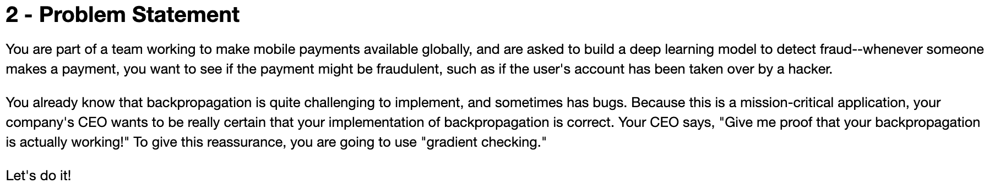 2 - Problem Statement
You are part of a team working to make mobile payments available globally, and are asked to build a deep learning model to detect fraud--whenever someone
makes a payment, you want to see if the payment might be fraudulent, such as if the user's account has been taken over by a hacker.
You already know that backpropagation is quite challenging to implement, and sometimes has bugs. Because this is a mission-critical application, your
company's CEO wants to be really certain that your implementation of backpropagation is correct. Your CEO says, "Give me proof that your backpropagation
is actually working!" To give this reassurance, you are going to use "gradient checking."
Let's do it!